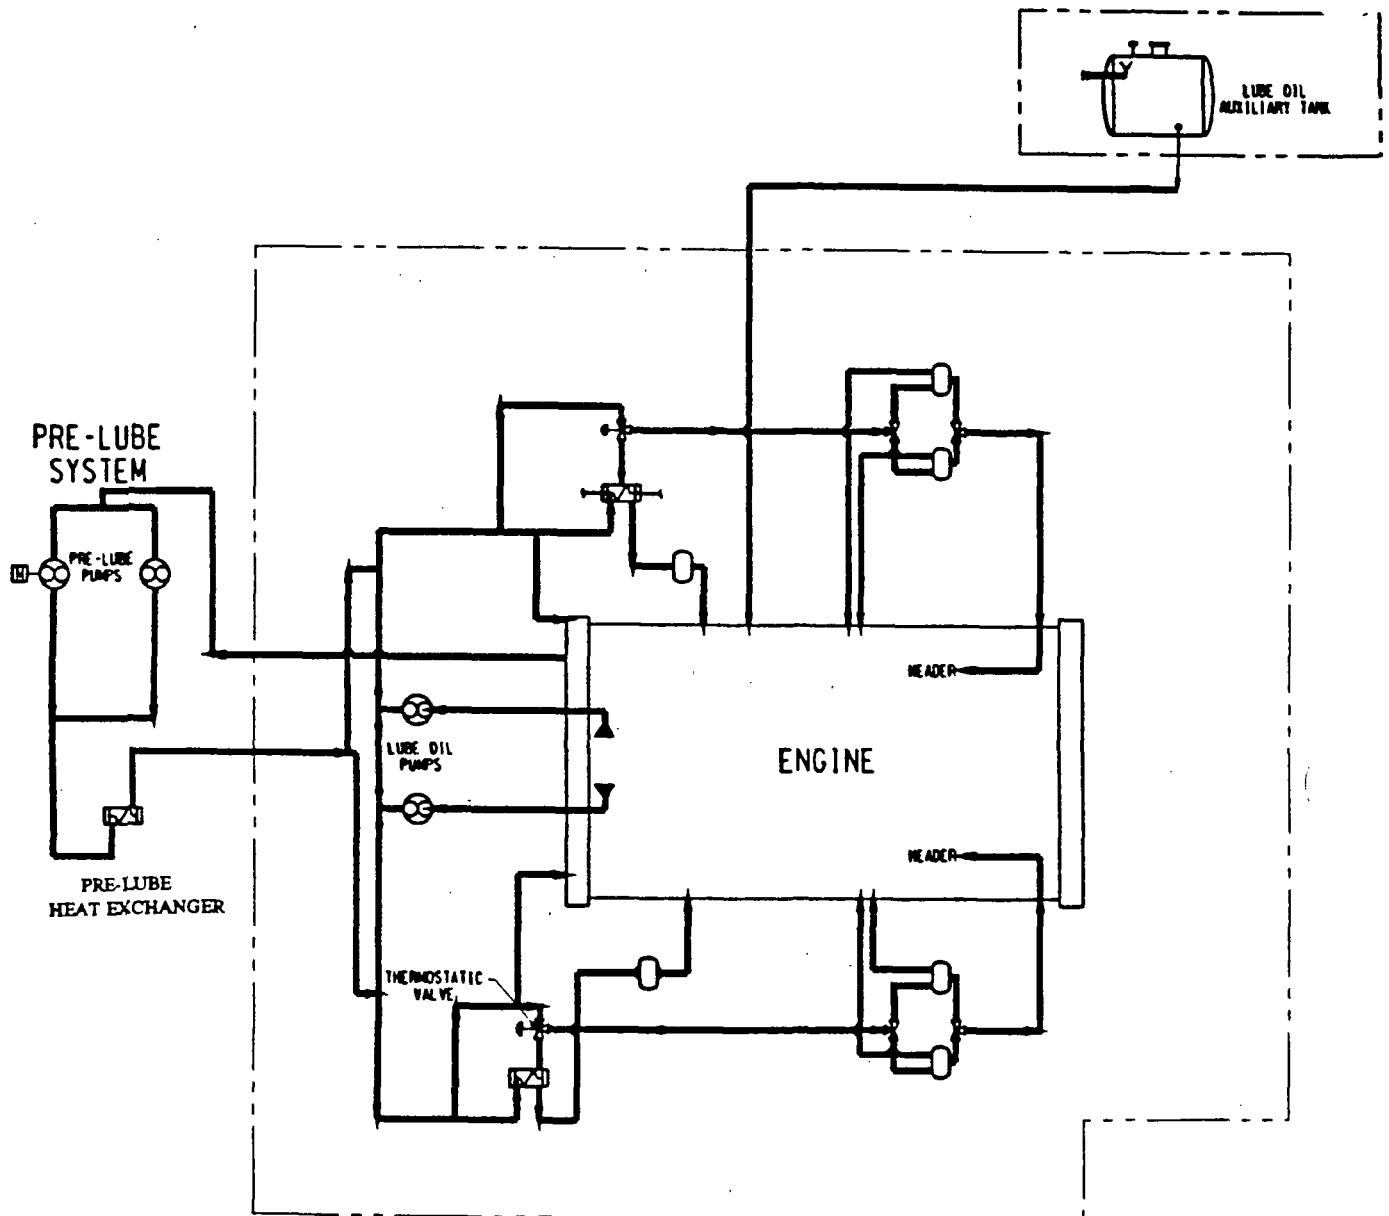 LUBE OIL
AUXILIARY TANK
PRE-LUBE
SYSTEM
PRE-LUBE
PUMPS
M
HEADER
LUBE OIL
PUMPS
ENGINE
HEADER
PRE-LUBE
HEAT EXCHANGER
THERMOSTATIC
VALVE